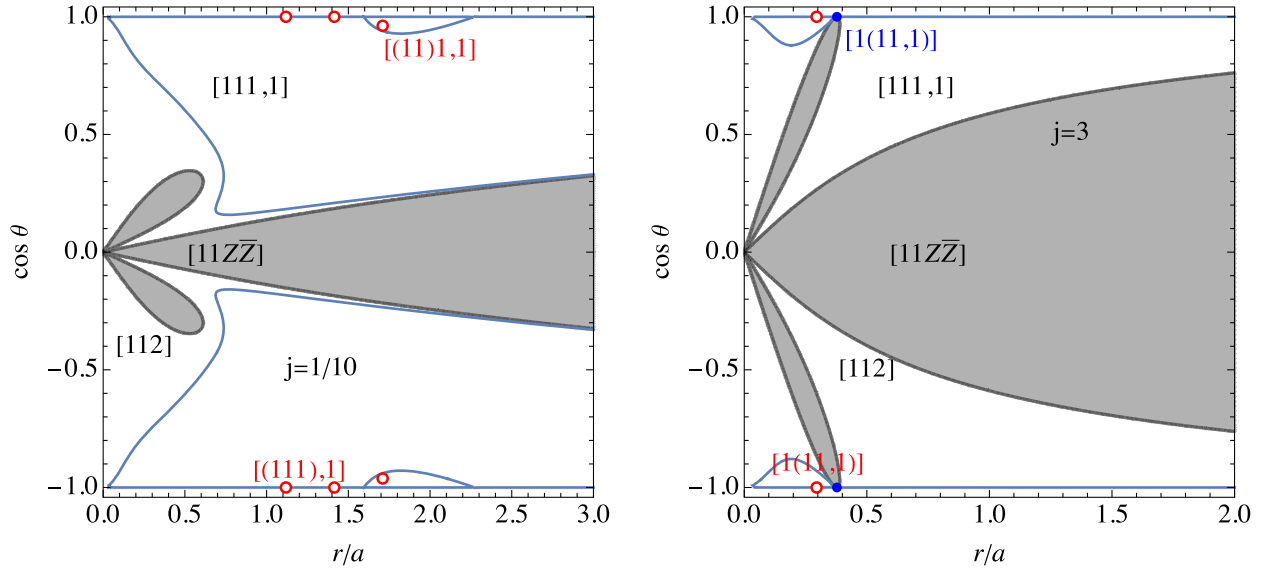 1.0
0.5
0.0
−0.5
−1.0
cos θ
[(11)1,1]
[111,1]
[11ZZ̅]
[112]
j=1/10
[(111),1]
0.0 0.5 1.0 1.5 2.0 2.5 3.0
r/a
1.0
0.5
0.0
−0.5
−1.0
cos θ
[1(11,1)]
[111,1]
j=3
[11ZZ̅]
[112]
[1(11,1)]
0.0 0.5 1.0 1.5 2.0
r/a